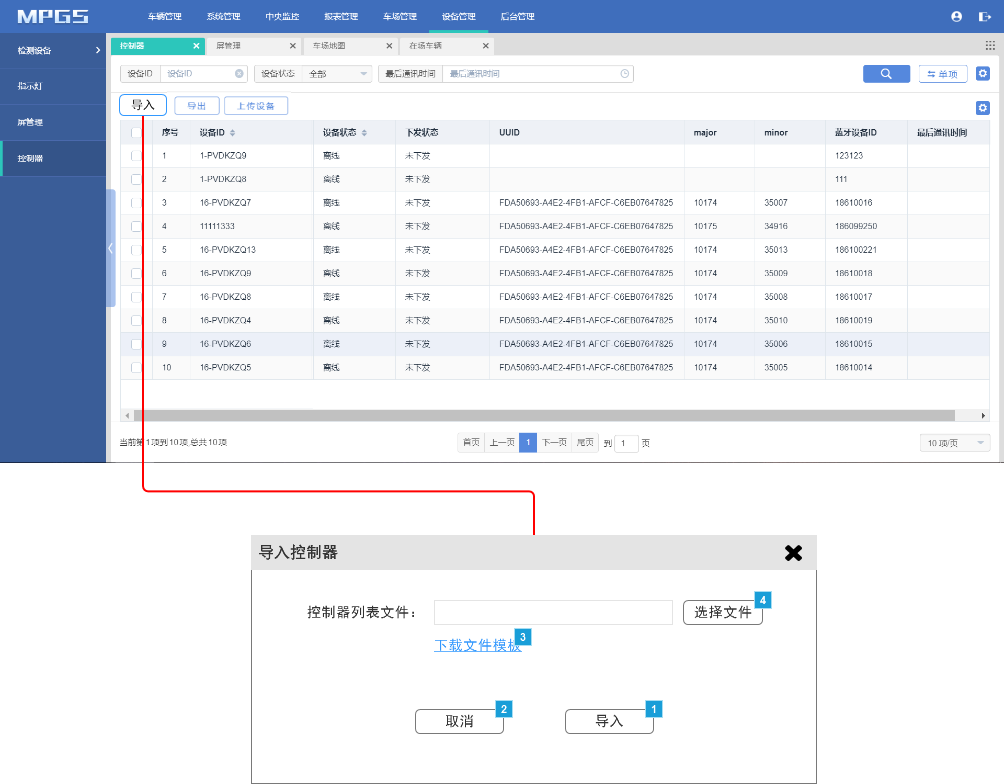 MPGS 车辆管理 系统管理 中央监控 报表管理 车场管理 设备管理 后台管理
检测设备
指示灯
屏管理
控制器
控制器 屏管理 车场地图 在场车辆
设备ID 设备ID 设备状态 全部 最后通讯时间 最后通讯时间 单项
导入 导出 上传设备
序号 设备ID 设备状态 下发状态 UUID major minor 蓝牙设备ID 最后通讯时间
1 1-PVDKZQ9 离线 未下发 123123
2 1-PVDKZQ8 离线 未下发 111
3 16-PVDKZQ7 离线 未下发 FDA50693-A4E2-4FB1-AFCF-C6EB07647825 10174 35007 18610016
4 11111333 离线 未下发 FDA50693-A4E2-4FB1-AFCF-C6EB07647825 10175 34916 186099250
5 16-PVDKZQ13 离线 未下发 FDA50693-A4E2-4FB1-AFCF-C6EB07647825 10174 35013 186100221
6 16-PVDKZQ9 离线 未下发 FDA50693-A4E2-4FB1-AFCF-C6EB07647825 10174 35009 18610018
7 16-PVDKZQ8 离线 未下发 FDA50693-A4E2-4FB1-AFCF-C6EB07647825 10174 35008 18610017
8 16-PVDKZQ4 离线 未下发 FDA50693-A4E2-4FB1-AFCF-C6EB07647825 10174 35010 18610019
9 16-PVDKZQ6 离线 未下发 FDA50693-A4E2-4FB1-AFCF-C6EB07647825 10174 35006 18610015
10 16-PVDKZQ5 离线 未下发 FDA50693-A4E2-4FB1-AFCF-C6EB07647825 10174 35005 18610014
当前第1项到10项,总共10项 首页 上一页 1 下一页 尾页 到 1 页 10 项/页
导入控制器
控制器列表文件： 选择文件 4
下载文件模板 3
取消 2 导入 1